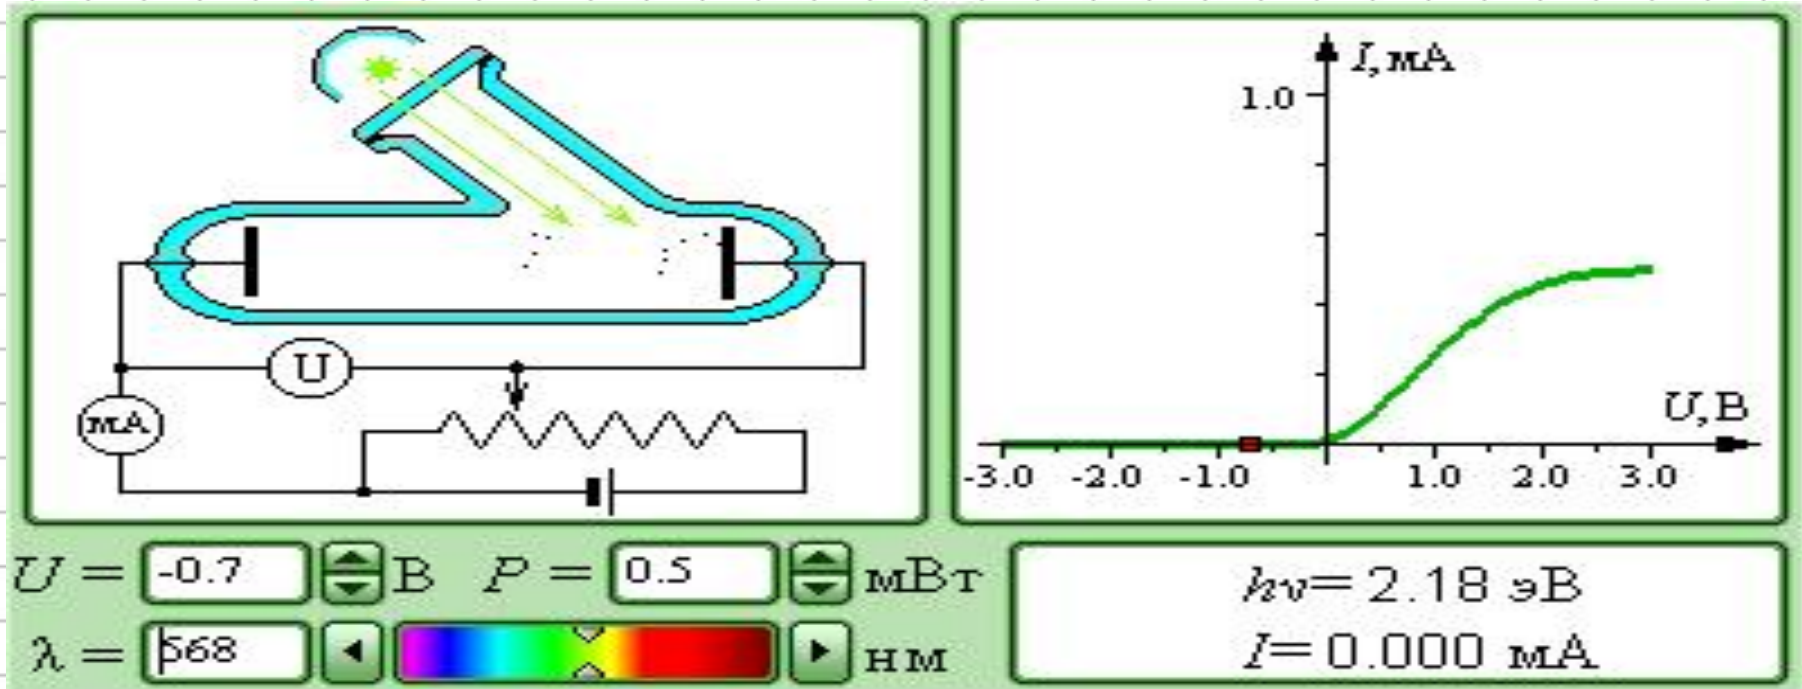 U
мА
I, мА
1.0
U, В
-3.0 -2.0 -1.0 1.0 2.0 3.0
U = -0.7 В P = 0.5 мВт
λ = 568 нм
hν= 2.18 эВ
I= 0.000 мА